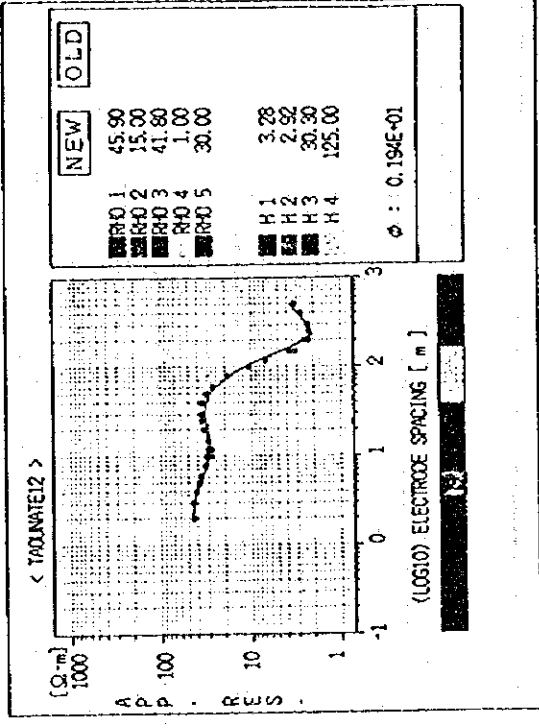 < TAOUNATE12 >
[Ω·m]
1000
100
10
1
APP. RES.
-1 0 1 2 3
(LOG10) ELECTRODE SPACING [ m ]
NEW OLD
RHO 1 45.90
RHO 2 15.00
RHO 3 41.80
RHO 4 1.00
RHO 5 30.00
H 1 3.28
H 2 2.92
H 3 30.30
H 4 125.00
Ø : 0.194E+01